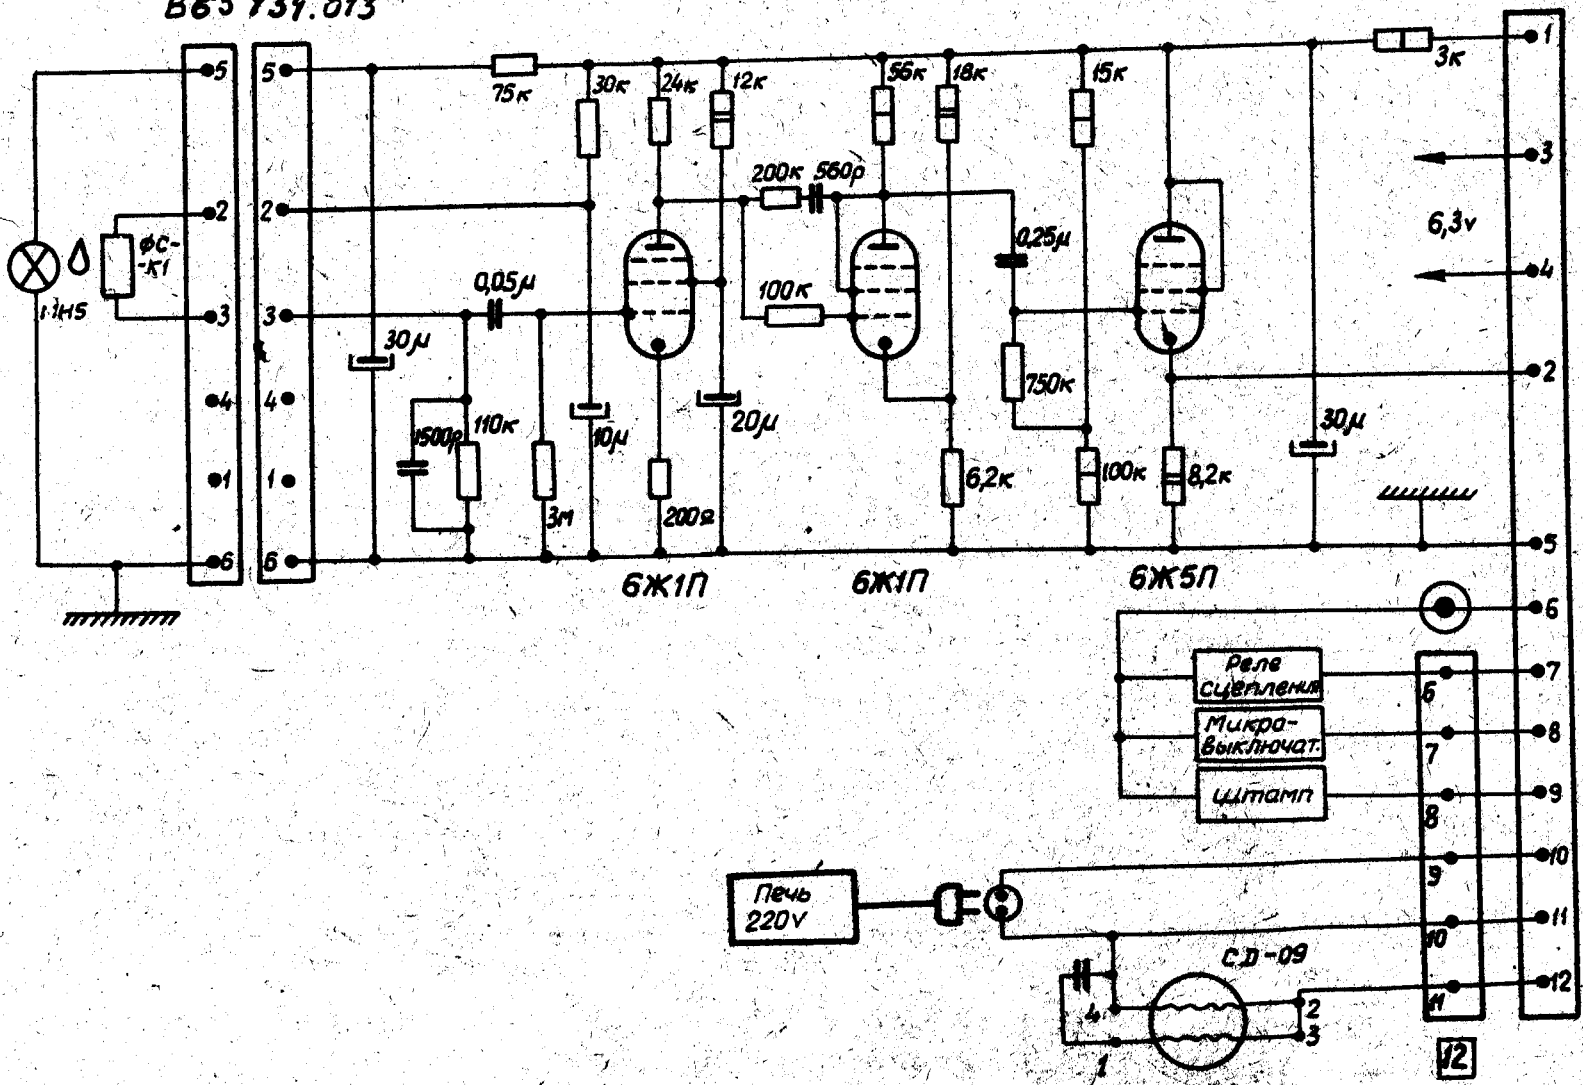 5
2
3
4
1
6
5
2
3
4
1
6
ФС-
-К1
75к
30к
24к
12к
56к
18к
15к
3к
200к
560р
0,05μ
100к
0,25μ
30μ
1500р
110к
3м
10μ
200Ω
20μ
6,2к
750к
100к
8,2к
30μ
6,3v
6Ж1П
6Ж1П
6Ж5П
1
3
4
2
5
6
7
8
9
10
11
12
Реле
сцепления
Микро-
выключат.
Штамп
6
7
8
9
10
11
12
Печь
220v
СД-09
4
1
2
3